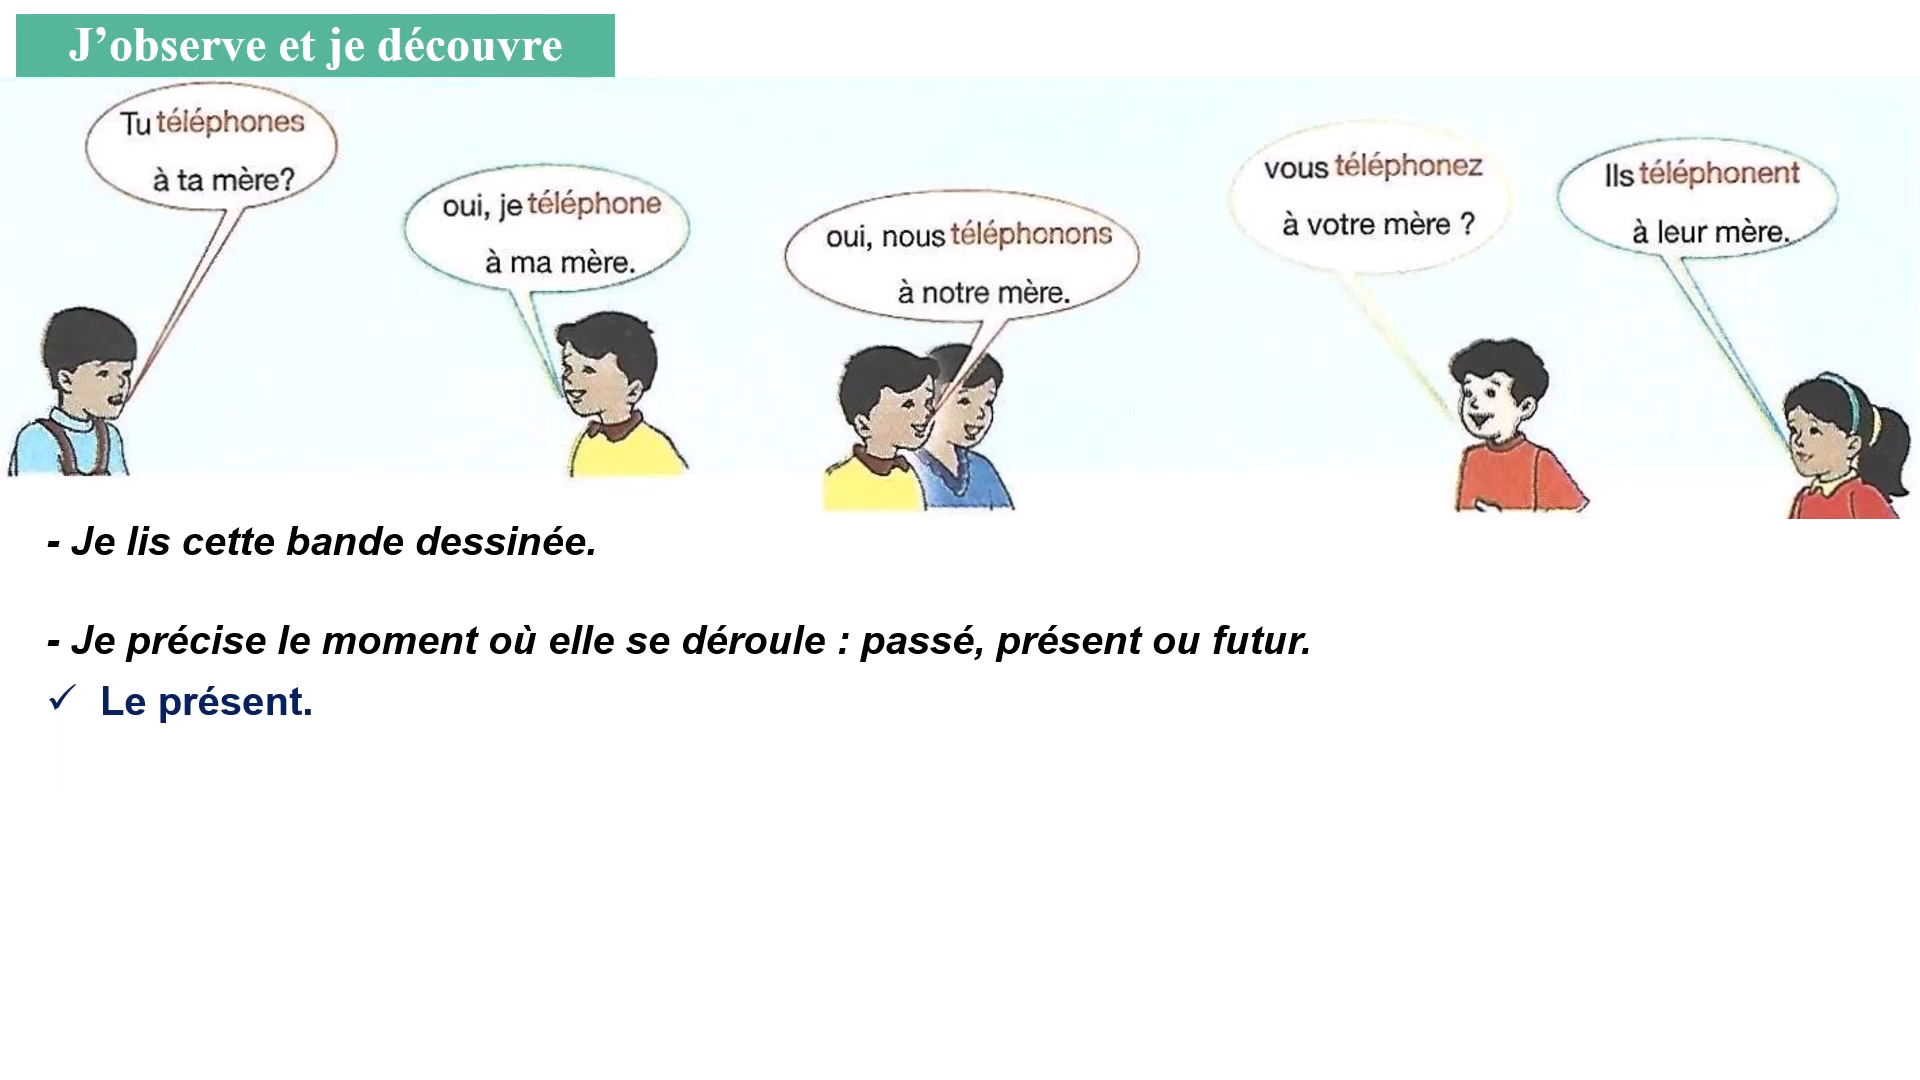 J’observe et je découvre
Tu téléphones
à ta mère?
oui, je téléphone
à ma mère.
oui, nous téléphonons
à notre mère.
vous téléphonez
à votre mère ?
Ils téléphonent
à leur mère.
- Je lis cette bande dessinée.
- Je précise le moment où elle se déroule : passé, présent ou futur.
✓ Le présent.